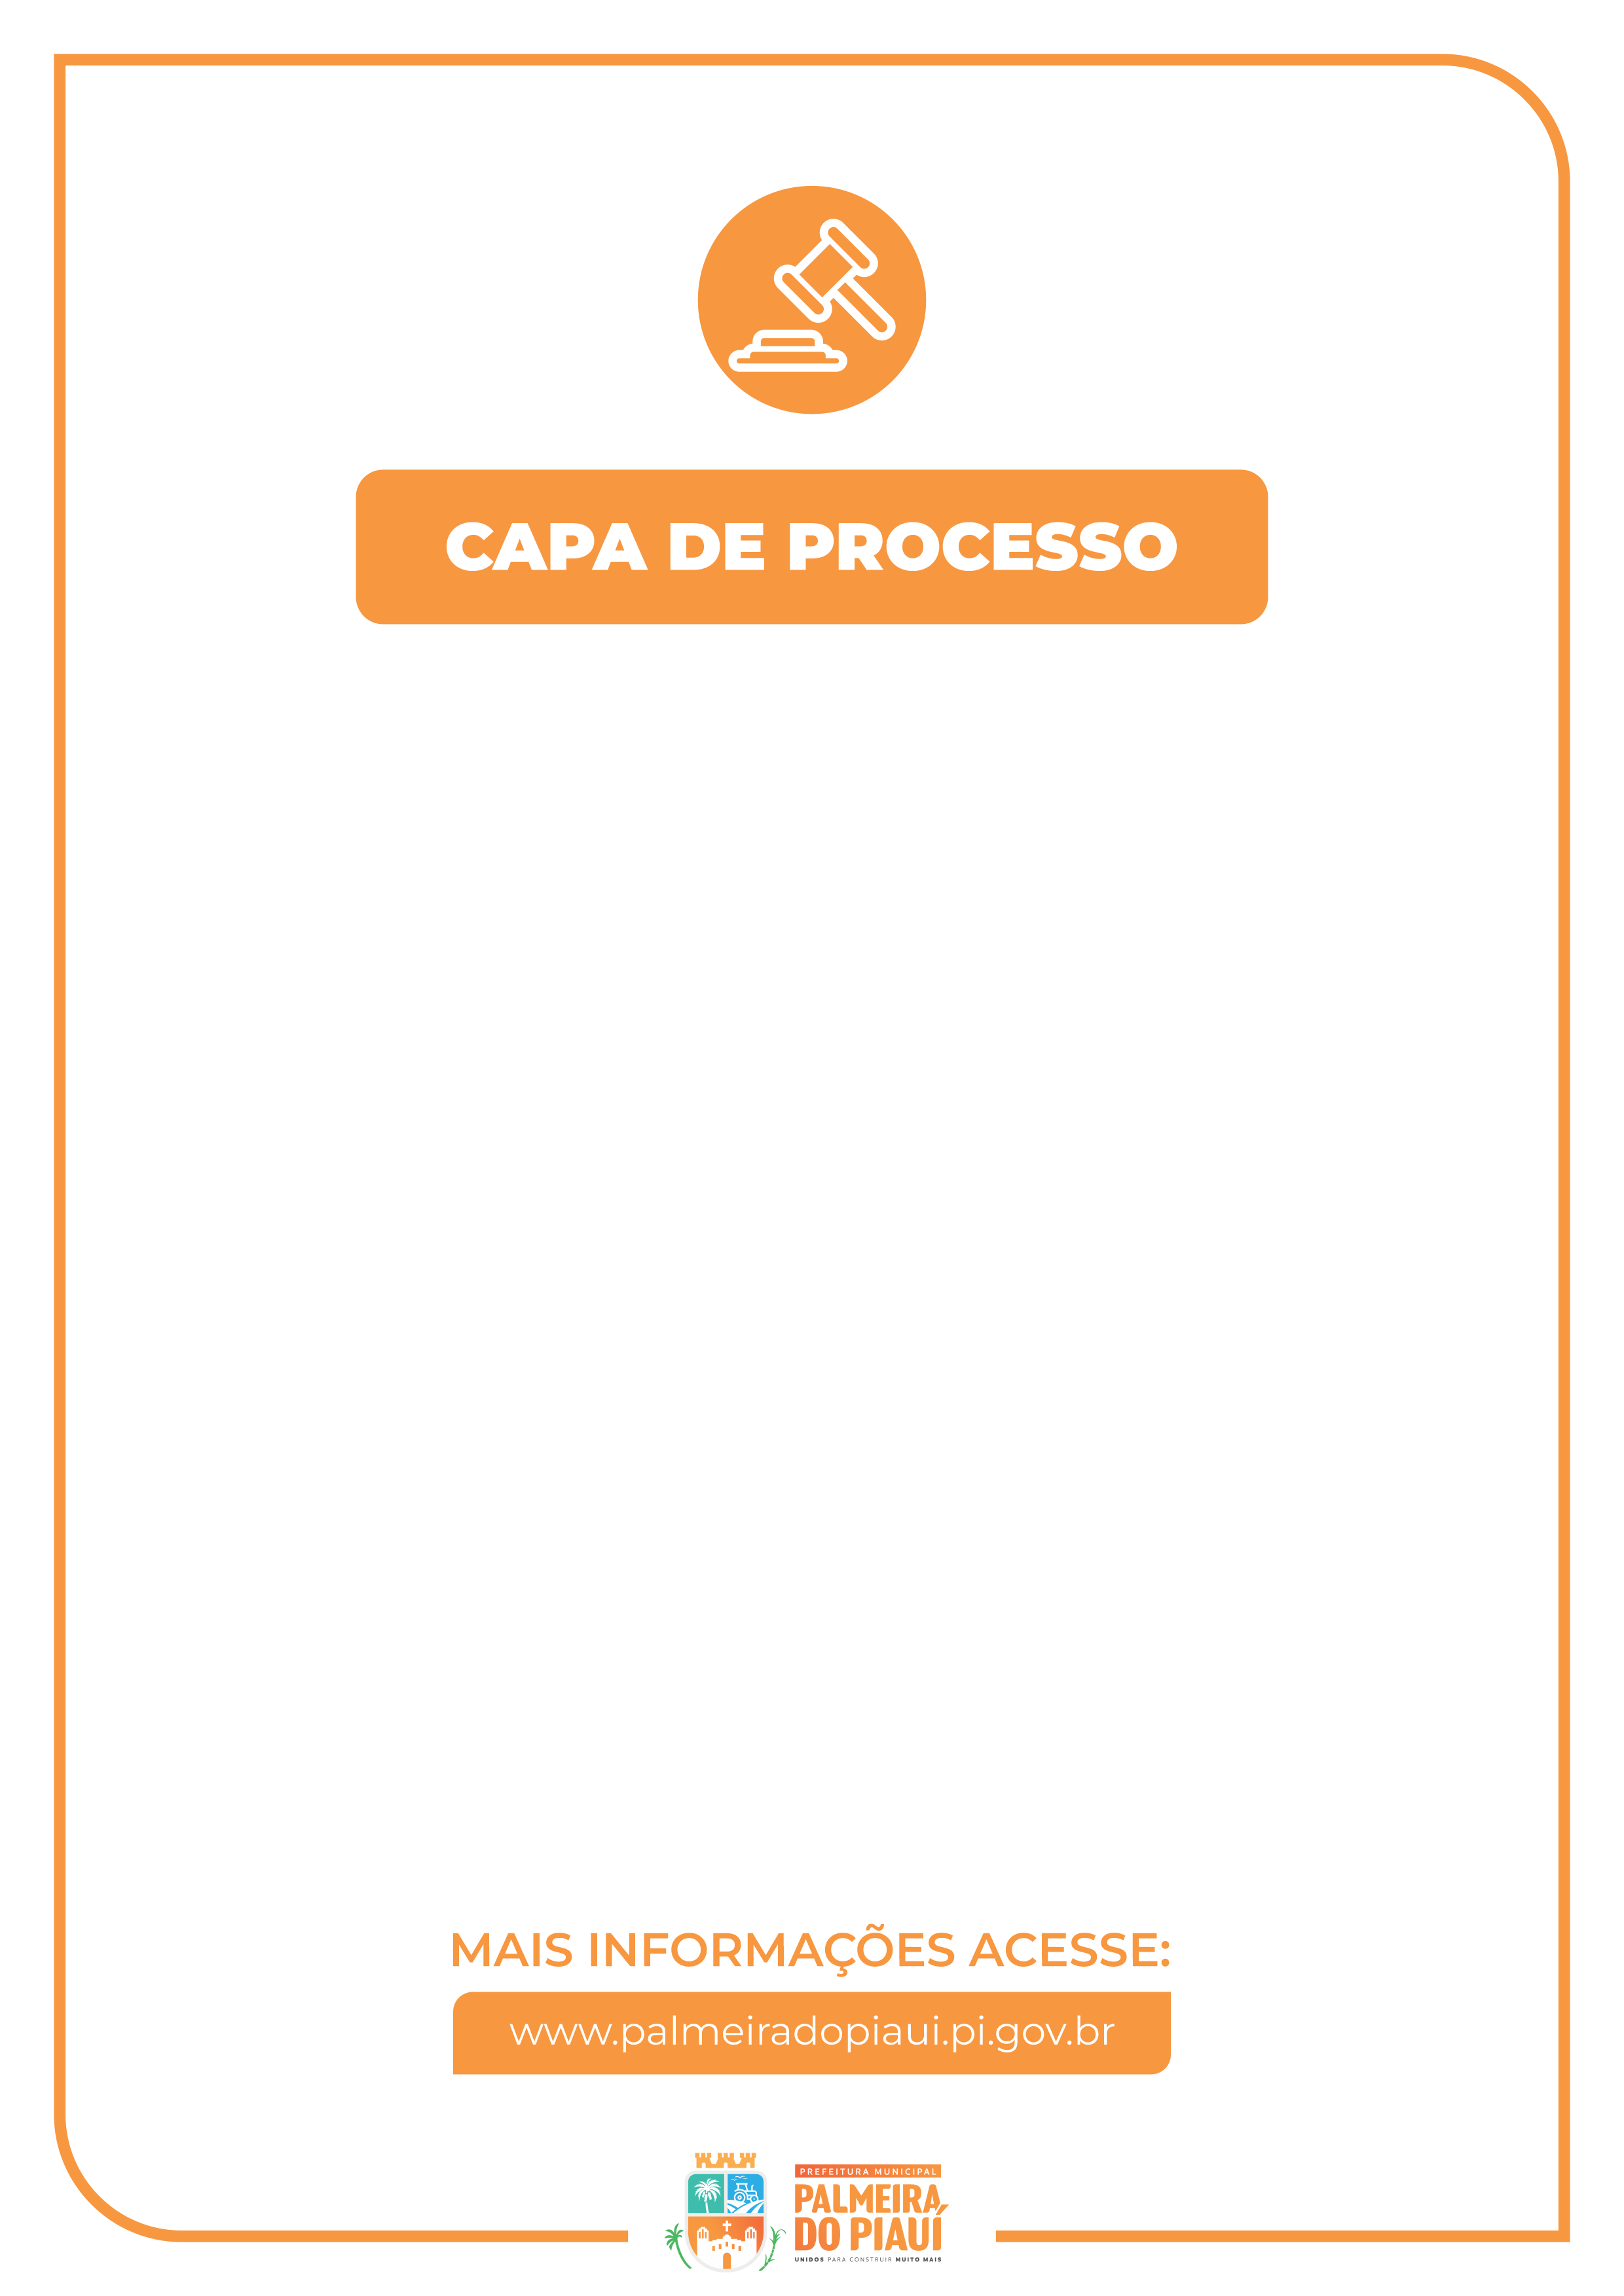 CAPA DE PROCESSO
MAIS INFORMAÇÕES ACESSE:
www.palmeiradopiaui.pi.gov.br
PREFEITURA MUNICIPAL
PALMEIRA
DO PIAUÍ
UNIDOS PARA CONSTRUIR MUITO MAIS